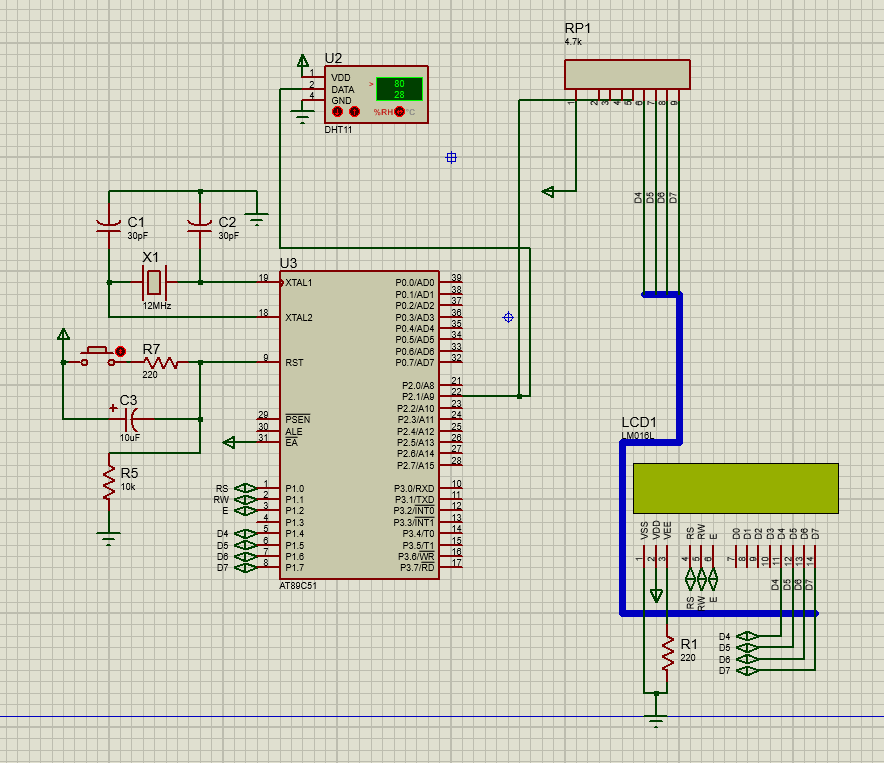 RP1
4.7k
1
2
3
4
5
6
7
8
9
U2
1
VDD
2
DATA
4
GND
>
80
28
%RH
°C
DHT11
D4
D5
D6
D7
C1
30pF
C2
30pF
X1
12MHz
U3
19
XTAL1
18
XTAL2
9
RST
29
PSEN
30
ALE
31
EA
RS
1
P1.0
RW
2
P1.1
E
3
P1.2
4
P1.3
D4
5
P1.4
D5
6
P1.5
D6
7
P1.6
D7
8
P1.7
P0.0/AD0
39
P0.1/AD1
38
P0.2/AD2
37
P0.3/AD3
36
P0.4/AD4
35
P0.5/AD5
34
P0.6/AD6
33
P0.7/AD7
32
P2.0/A8
21
P2.1/A9
22
P2.2/A10
23
P2.3/A11
24
P2.4/A12
25
P2.5/A13
26
P2.6/A14
27
P2.7/A15
28
P3.0/RXD
10
P3.1/TXD
11
P3.2/INT0
12
P3.3/INT1
13
P3.4/T0
14
P3.5/T1
15
P3.6/WR
16
P3.7/RD
17
AT89C51
R7
220
C3
10uF
R5
10k
LCD1
LM016L
VSS
VDD
VEE
RS
RW
E
D0
D1
D2
D3
D4
D5
D6
D7
1
2
3
4
5
6
7
8
9
10
11
12
13
14
RS
RW
E
D4
D5
D6
D7
D4
D5
D6
D7
R1
220